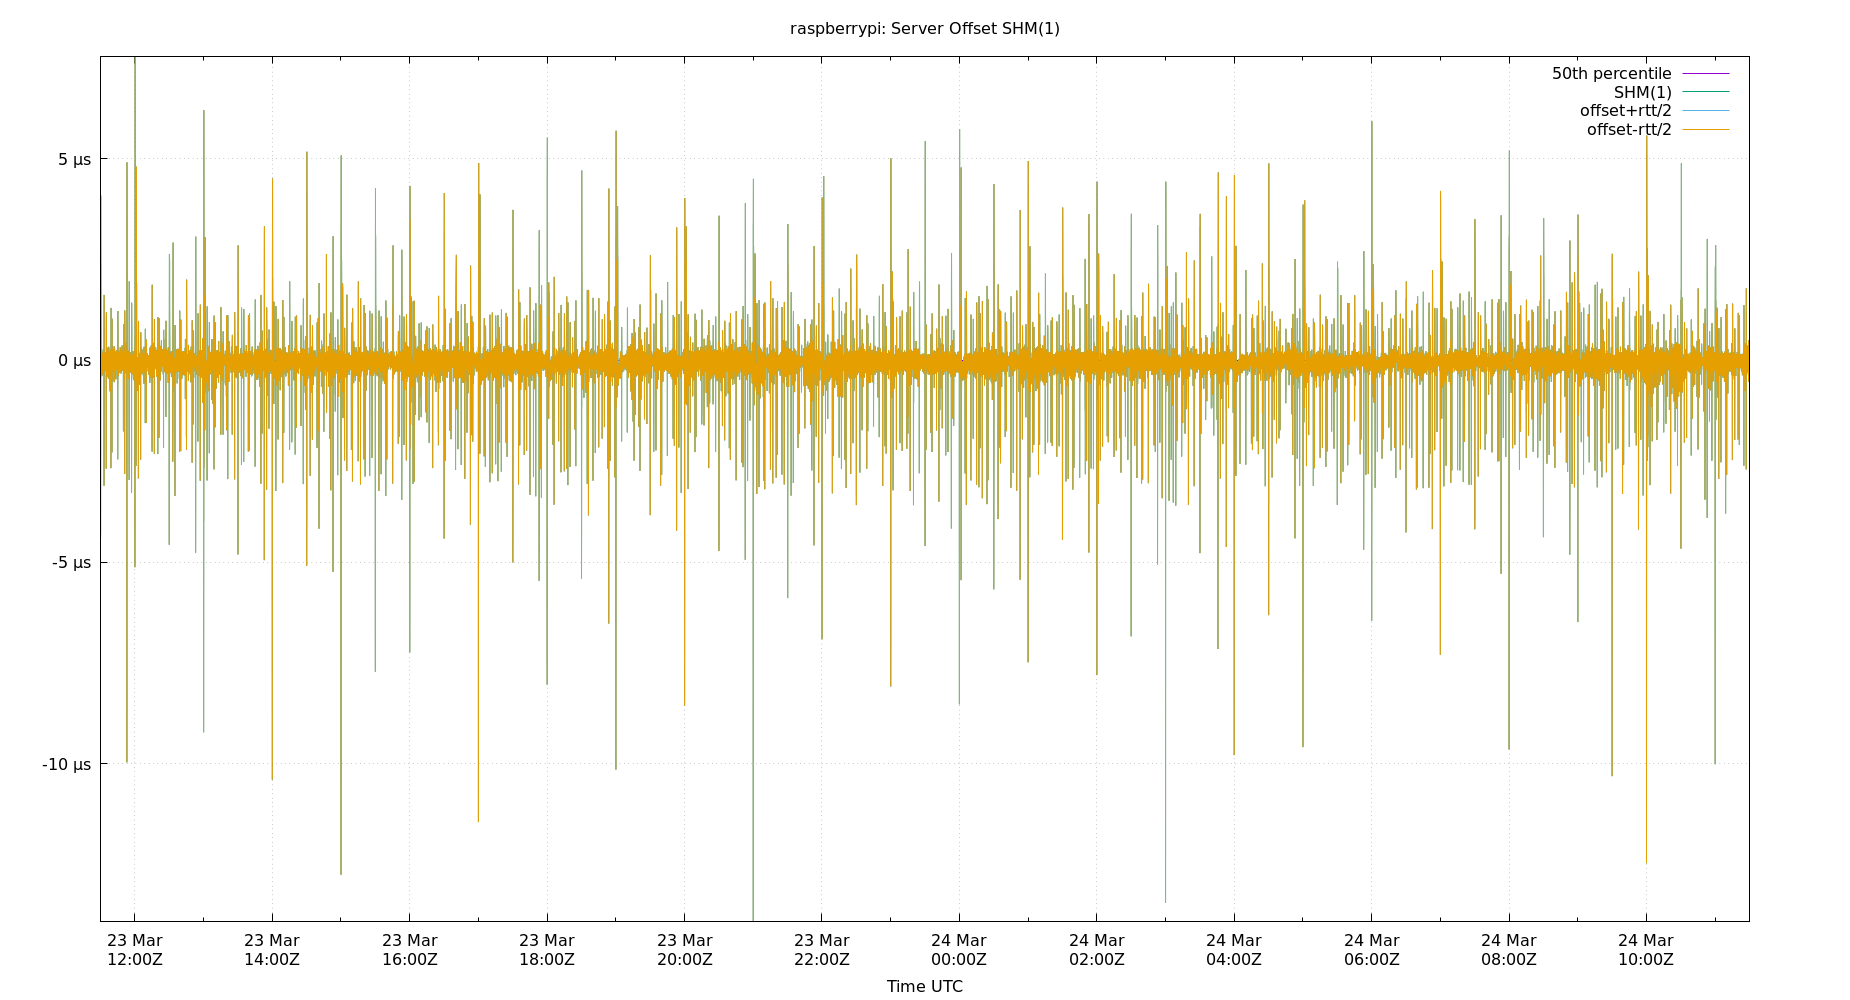 raspberrypi: Server Offset SHM(1)
50th percentile
SHM(1)
offset+rtt/2
offset-rtt/2
5 µs
0 µs
-5 µs
-10 µs
23 Mar 23 Mar 23 Mar 23 Mar 23 Mar 23 Mar 24 Mar 24 Mar 24 Mar 24 Mar 24 Mar 24 Mar
12:00Z 14:00Z 16:00Z 18:00Z 20:00Z 22:00Z 00:00Z 02:00Z 04:00Z 06:00Z 08:00Z 10:00Z
Time UTC